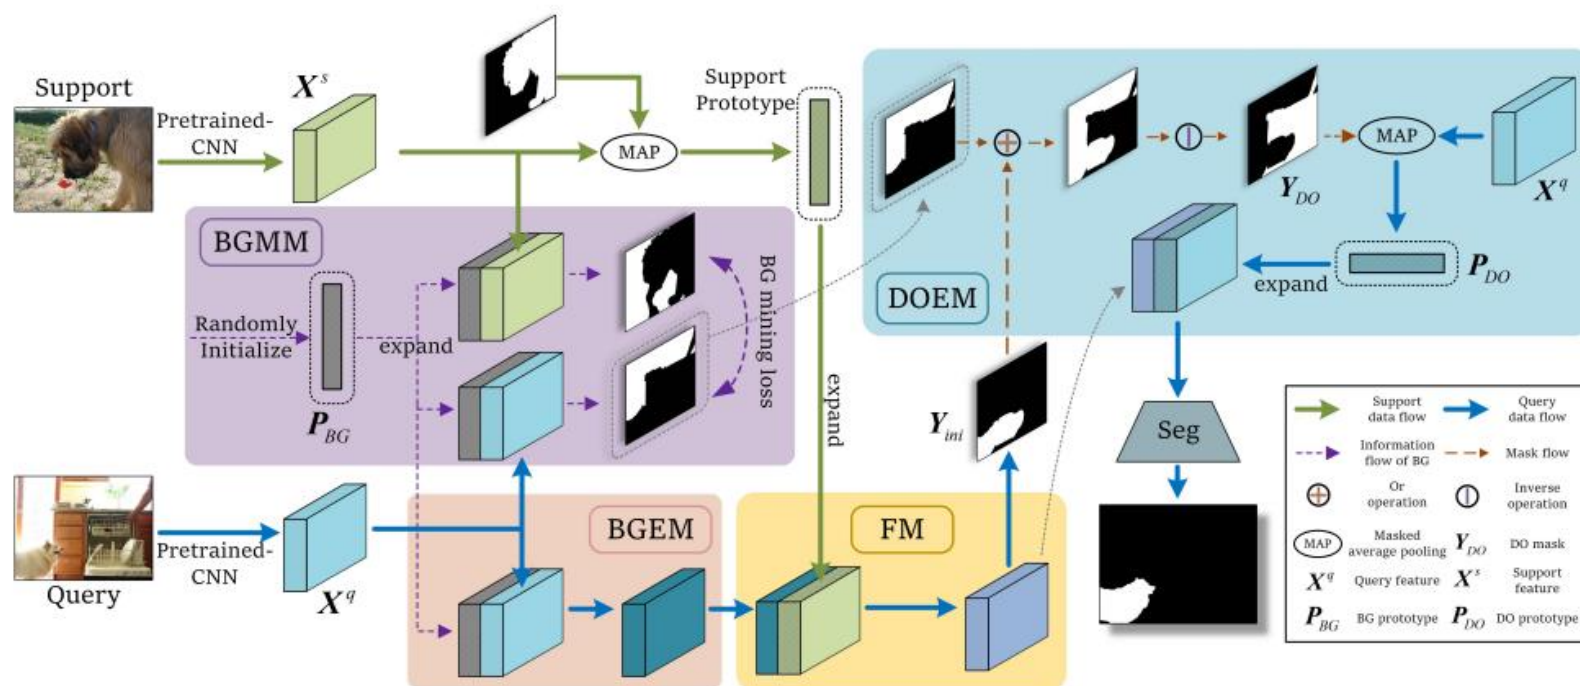 Support
Pretrained-
CNN
X^s
MAP
Support
Prototype
BGMM
Randomly
Initialize
P_BG
expand
BG mining loss
expand
Query
Pretrained-
CNN
X^q
BGEM
FM
Y_ini
DOEM
Y_DO
MAP
X^q
P_DO
expand
Seg
Support
data flow
Query
data flow
Information
flow of BG
Mask flow
Or
operation
Inverse
operation
MAP
Masked
average pooling
Y_DO
DO mask
X^q
Query feature
X^s
Support
feature
P_BG
BG prototype
P_DO
DO prototype